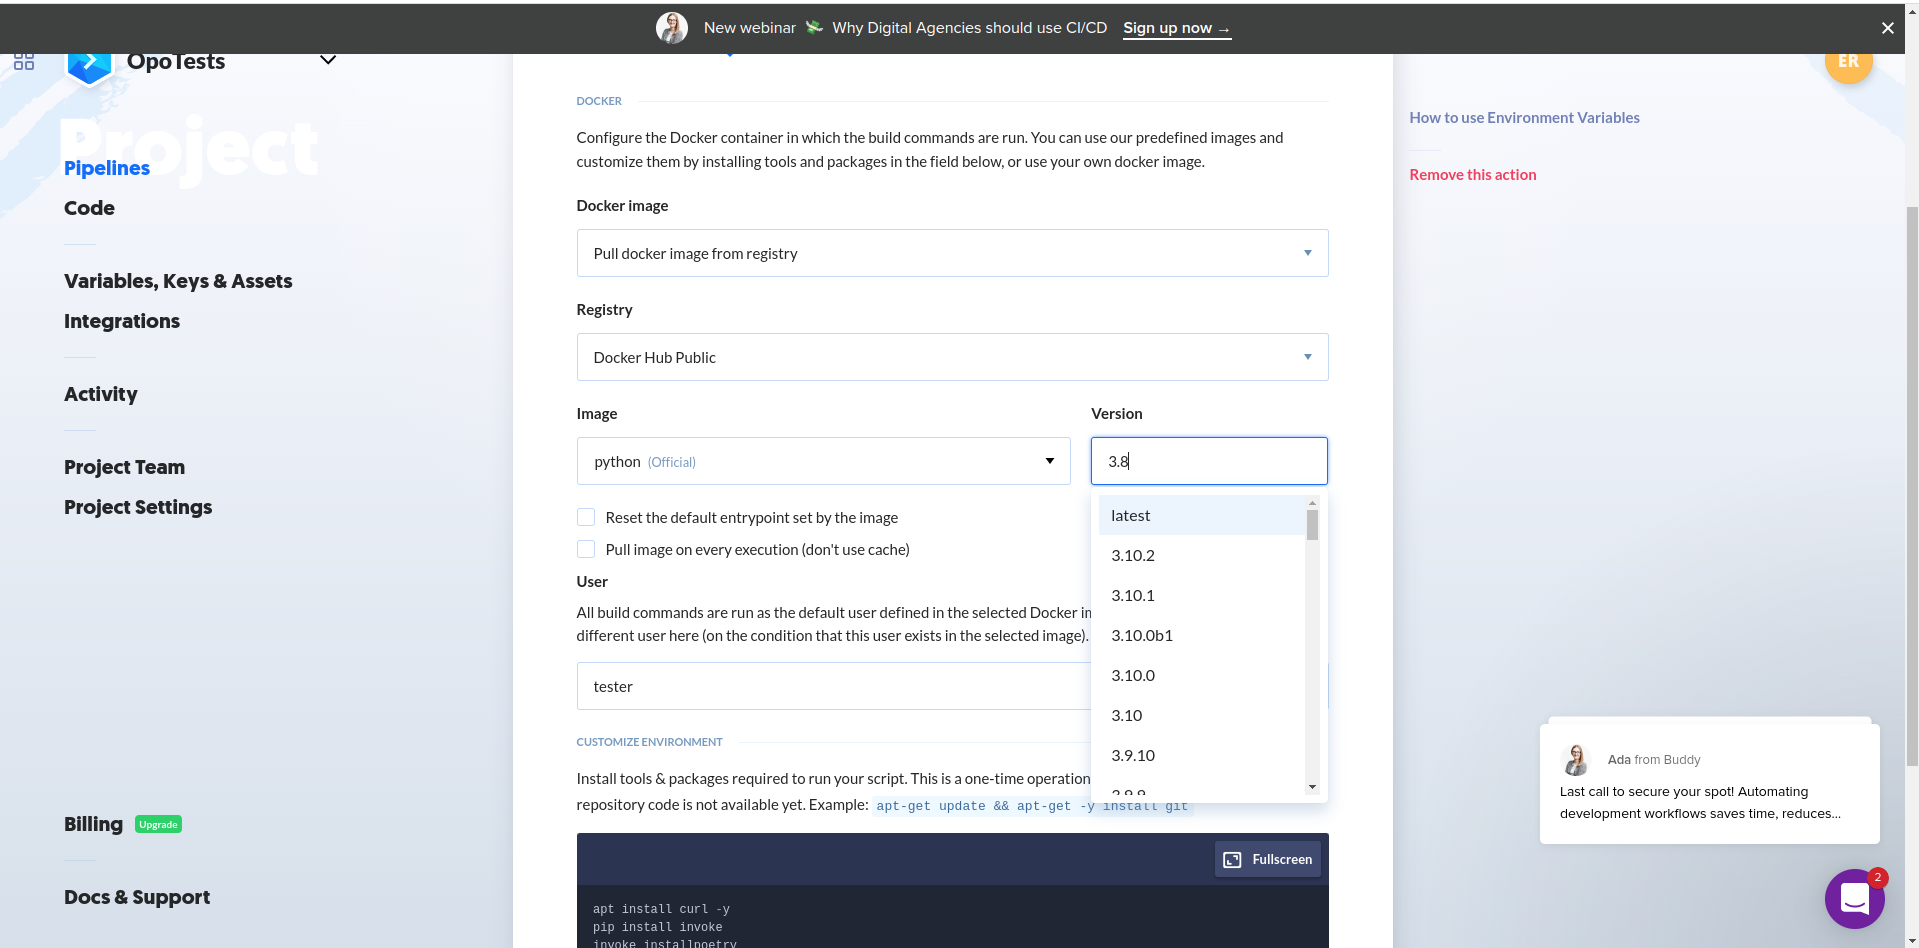 New webinar 💸 Why Digital Agencies should use CI/CD Sign up now →
OpoTests
ER
Project
Pipelines
Code
Variables, Keys & Assets
Integrations
Activity
Project Team
Project Settings
Billing Upgrade
Docs & Support
DOCKER
Configure the Docker container in which the build commands are run. You can use our predefined images and
customize them by installing tools and packages in the field below, or use your own docker image.
Docker image
Pull docker image from registry
Registry
Docker Hub Public
Image
python (Official)
Version
3.8
latest
3.10.2
3.10.1
3.10.0b1
3.10.0
3.10
3.9.10
3.9.9
Reset the default entrypoint set by the image
Pull image on every execution (don't use cache)
User
All build commands are run as the default user defined in the selected Docker
different user here (on the condition that this user exists in the selected image).
tester
CUSTOMIZE ENVIRONMENT
Install tools & packages required to run your script. This is a one-time operation
repository code is not available yet. Example: apt-get update && apt-get -y install git
Fullscreen
apt install curl -y
pip install invoke
invoke installpoetry
How to use Environment Variables
Remove this action
Ada from Buddy
Last call to secure your spot! Automating
development workflows saves time, reduces...
2